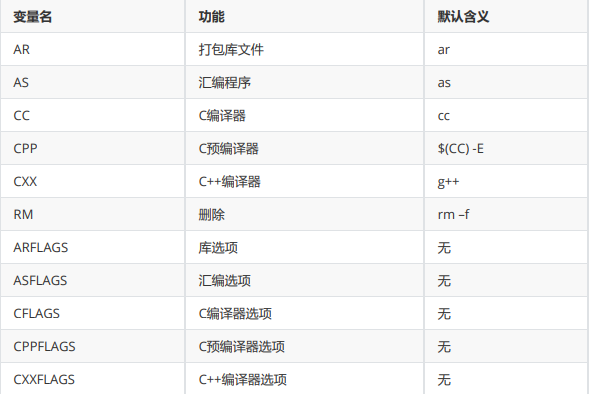 变量名 功能 默认含义
AR 打包库文件 ar
AS 汇编程序 as
CC C编译器 cc
CPP C预编译器 $(CC) -E
CXX C++编译器 g++
RM 删除 rm –f
ARFLAGS 库选项 无
ASFLAGS 汇编选项 无
CFLAGS C编译器选项 无
CPPFLAGS C预编译器选项 无
CXXFLAGS C++编译器选项 无